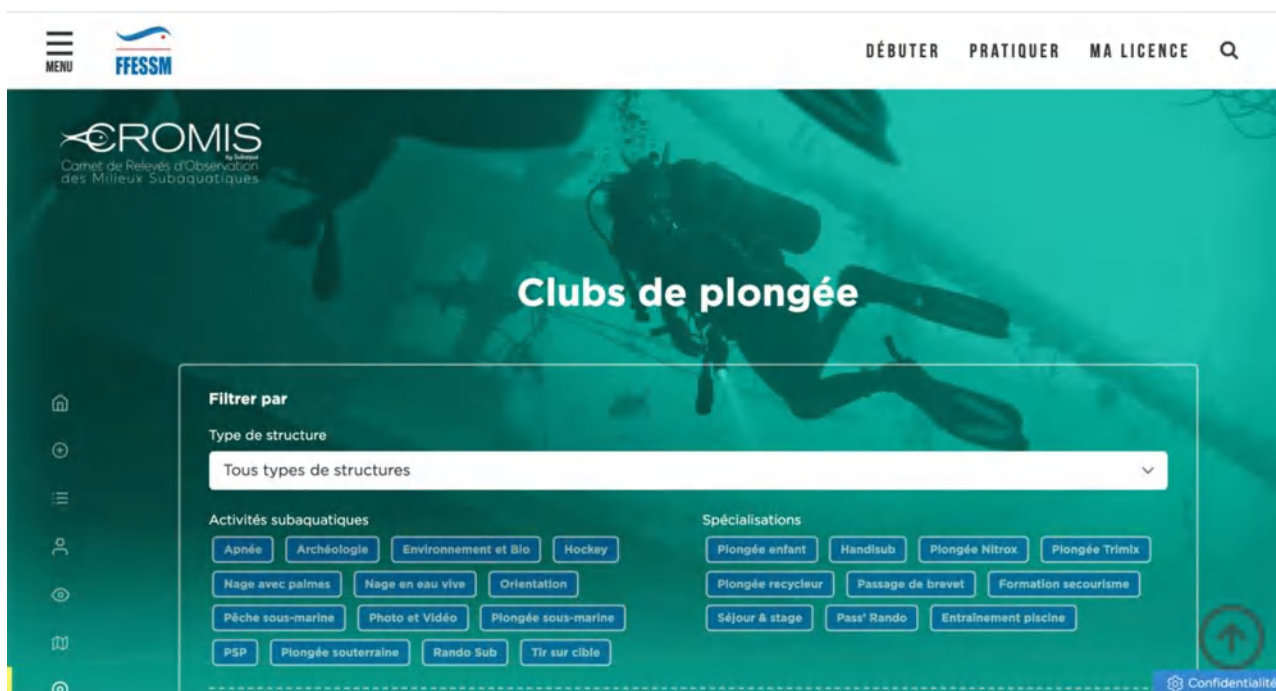 MENU
FFESSM
DÉBUTER PRATIQUER MA LICENCE
CROMIS
by Subaqua
Carnet de Relevés d'Observation
des Milieux Subaquatiques
Clubs de plongée
Filtrer par
Type de structure
Tous types de structures
Activités subaquatiques
Apnée Archéologie Environnement et Bio Hockey
Nage avec palmes Nage en eau vive Orientation
Pêche sous-marine Photo et Vidéo Plongée sous-marine
PSP Plongée souterraine Rando Sub Tir sur cible
Spécialisations
Plongée enfant Handisub Plongée Nitrox Plongée Trimix
Plongée recycleur Passage de brevet Formation secourisme
Séjour & stage Pass' Rando Entraînement piscine
Confidentialité